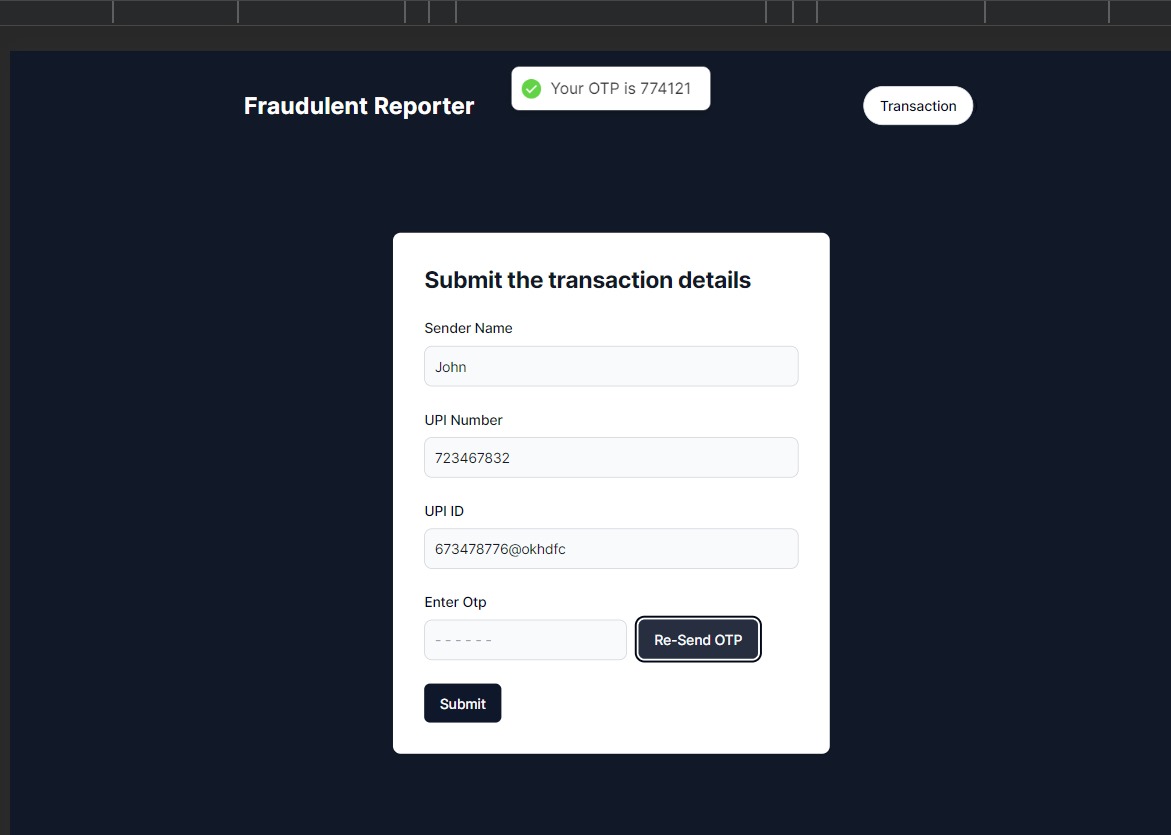 Your OTP is 774121
Fraudulent Reporter
Transaction
Submit the transaction details
Sender Name
John
UPI Number
723467832
UPI ID
673478776@okhdfc
Enter Otp
- - - - - -
Re-Send OTP
Submit